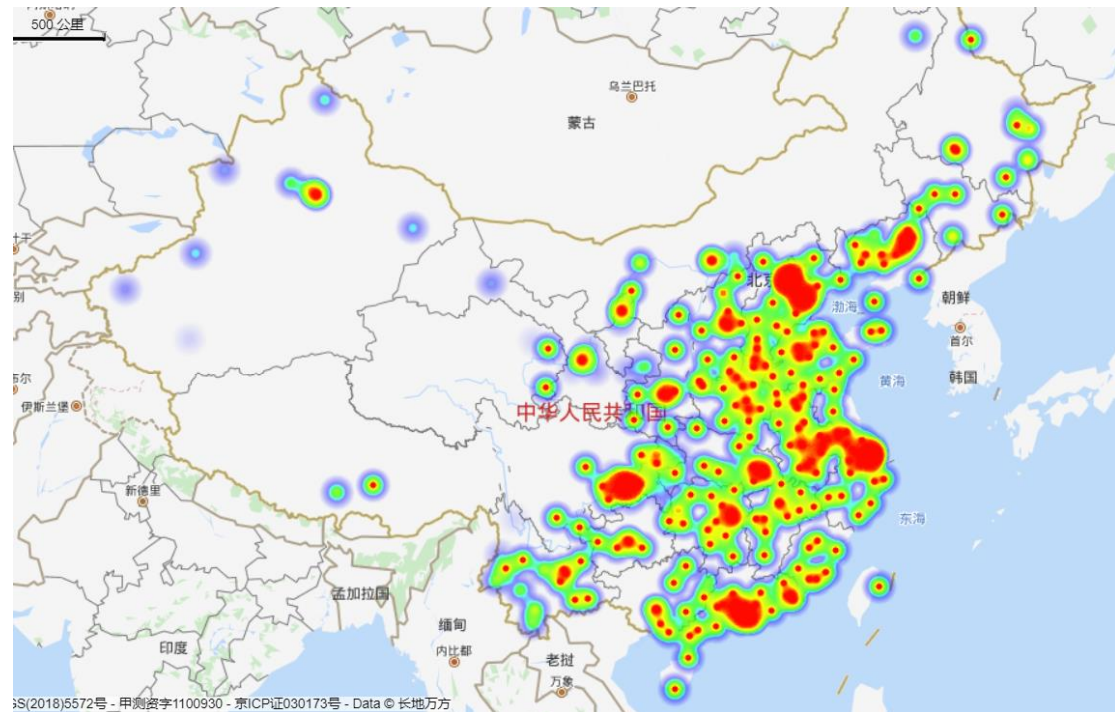 500 公里
乌兰巴托
蒙古
北京
渤海
朝鲜
首尔
韩国
黄海
中华人民共和国
伊斯兰堡
新德里
东海
孟加拉国
缅甸
印度
内比都
老挝
万象
GS(2018)5572号 - 甲测资字1100930 - 京ICP证030173号 - Data © 长地万方